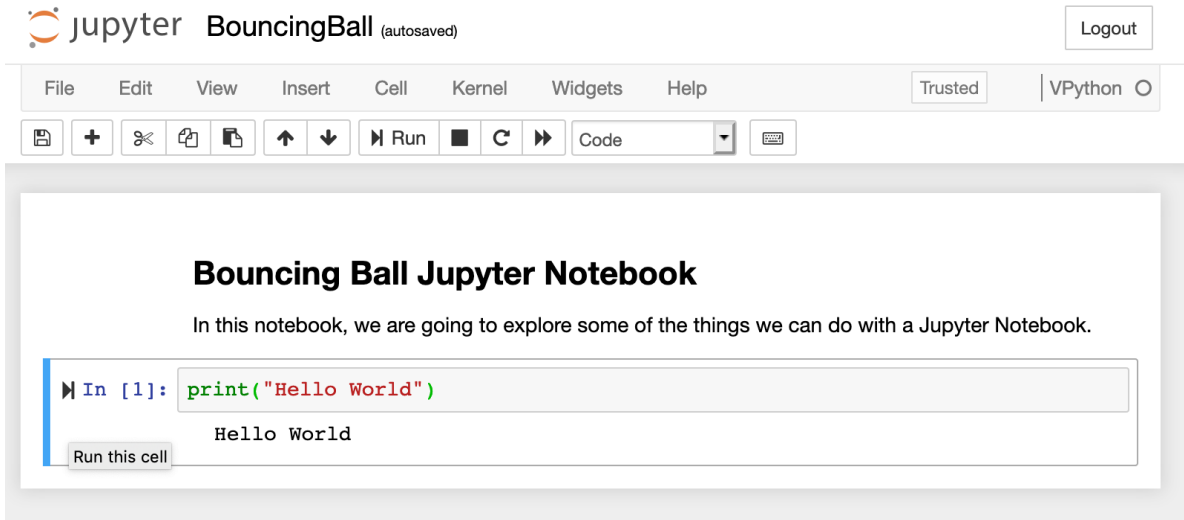 jupyter BouncingBall (autosaved) Logout
File Edit View Insert Cell Kernel Widgets Help Trusted VPython
Run Code
Bouncing Ball Jupyter Notebook
In this notebook, we are going to explore some of the things we can do with a Jupyter Notebook.
In [1]: print("Hello World")
Hello World
Run this cell